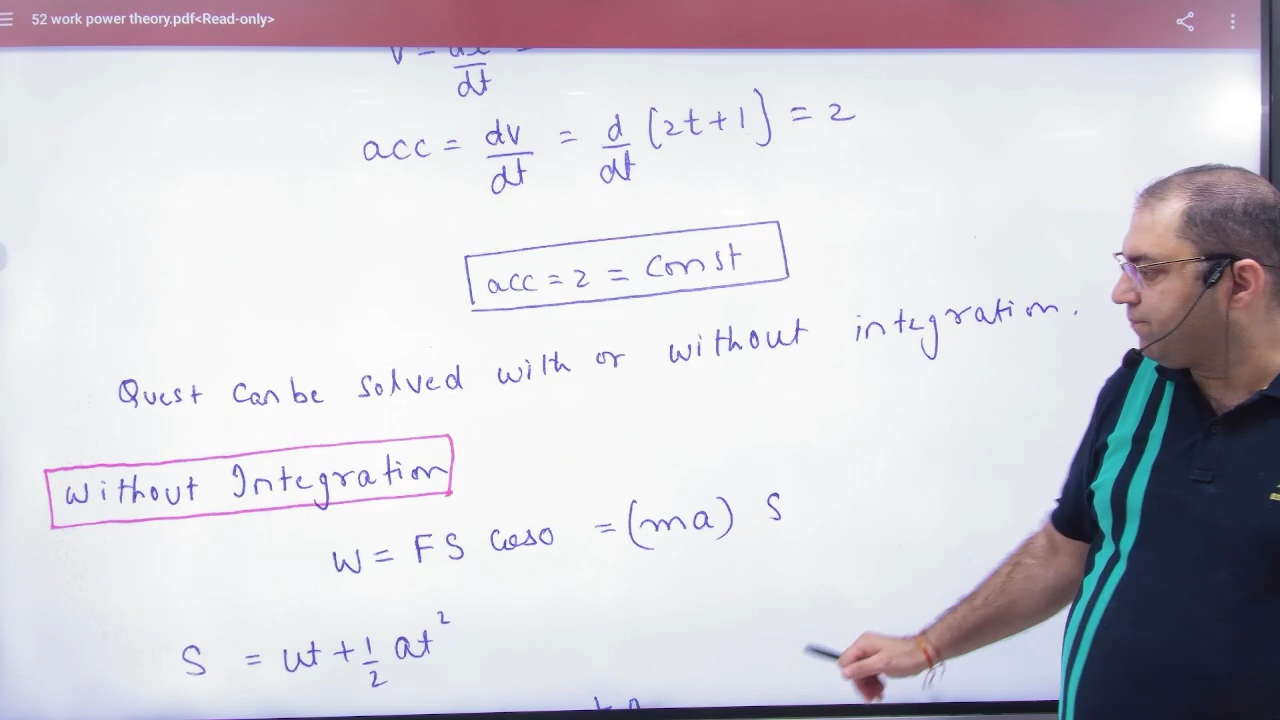 52 work power theory.pdf<Read-only>
dt
acc = dv/dt = d/dt (2t+1] = 2
acc = 2 = Const
Quest can be solved with or without integration.
Without Integration
W = FS Coso = (ma) S
S = ut + 1/2 at²